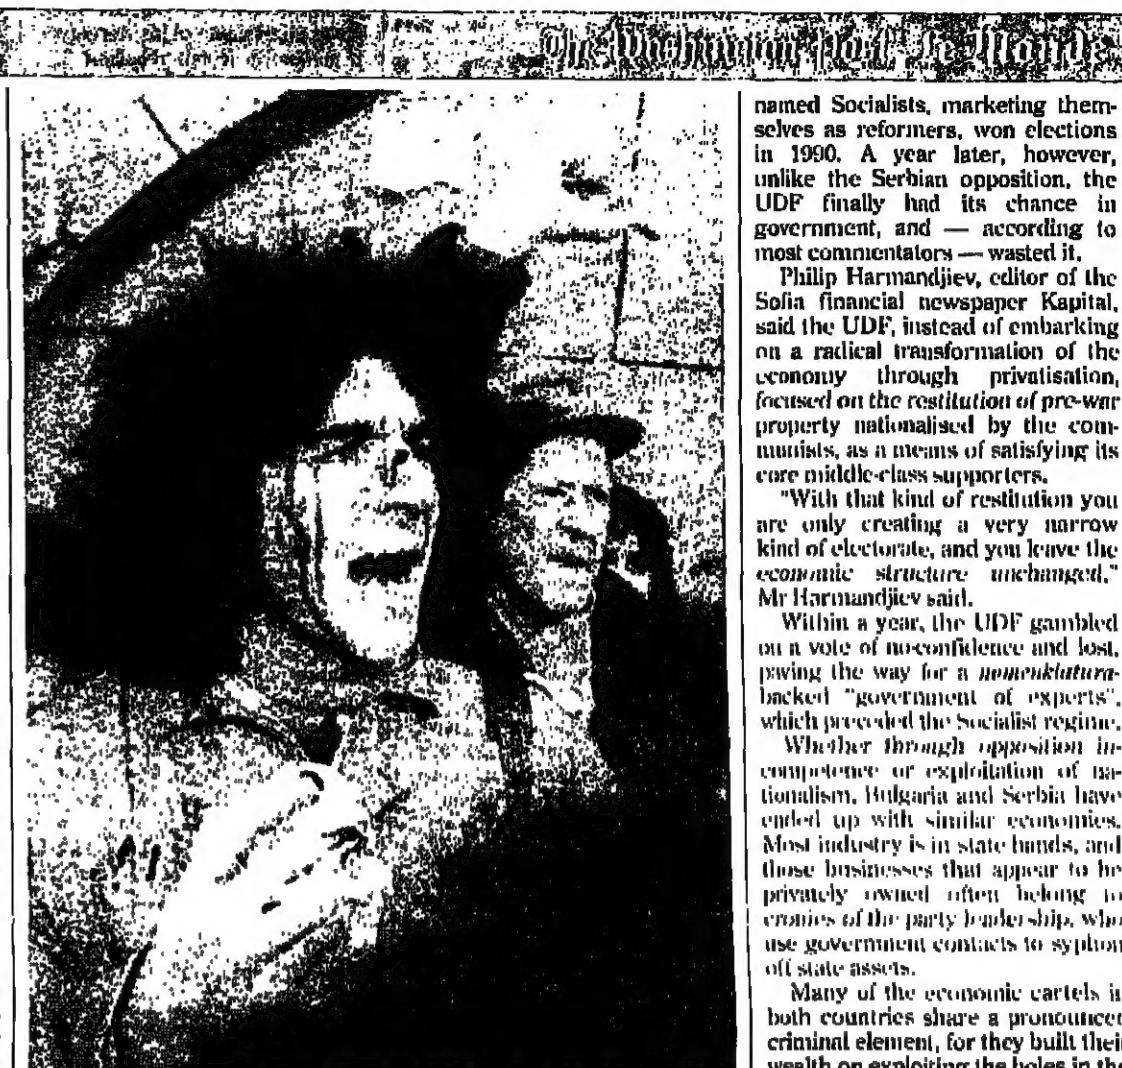 The Washington Post Le Monde
named Socialists, marketing them-
selves as reformers, won elections
in 1990. A year later, however,
unlike the Serbian opposition, the
UDF finally had its chance in
government, and — according to
most commentators — wasted it.
Philip Harmandjiev, editor of the
Sofia financial newspaper Kapital,
said the UDF, instead of embarking
on a radical transformation of the
economy through privatisation,
focused on the restitution of pre-war
property nationalised by the com-
munists, as a means of satisfying its
core middle-class supporters.
"With that kind of restitution you
are only creating a very narrow
kind of electorate, and you leave the
economic structure unchanged,"
Mr Harmandjiev said.
Within a year, the UDF gambled
on a vote of no-confidence and lost,
paving the way for a nomenklatura-
backed "government of experts",
which preceded the Socialist regime.
Whether through opposition in-
competence or exploitation of na-
tionalism, Bulgaria and Serbia have
ended up with similar economies.
Most industry is in state hands, and
those businesses that appear to be
privately owned often belong to
cronies of the party leadership, who
use government contacts to syphon
off state assets.
Many of the economic cartels in
both countries share a pronounced
criminal element, for they built their
wealth on exploiting the holes in the